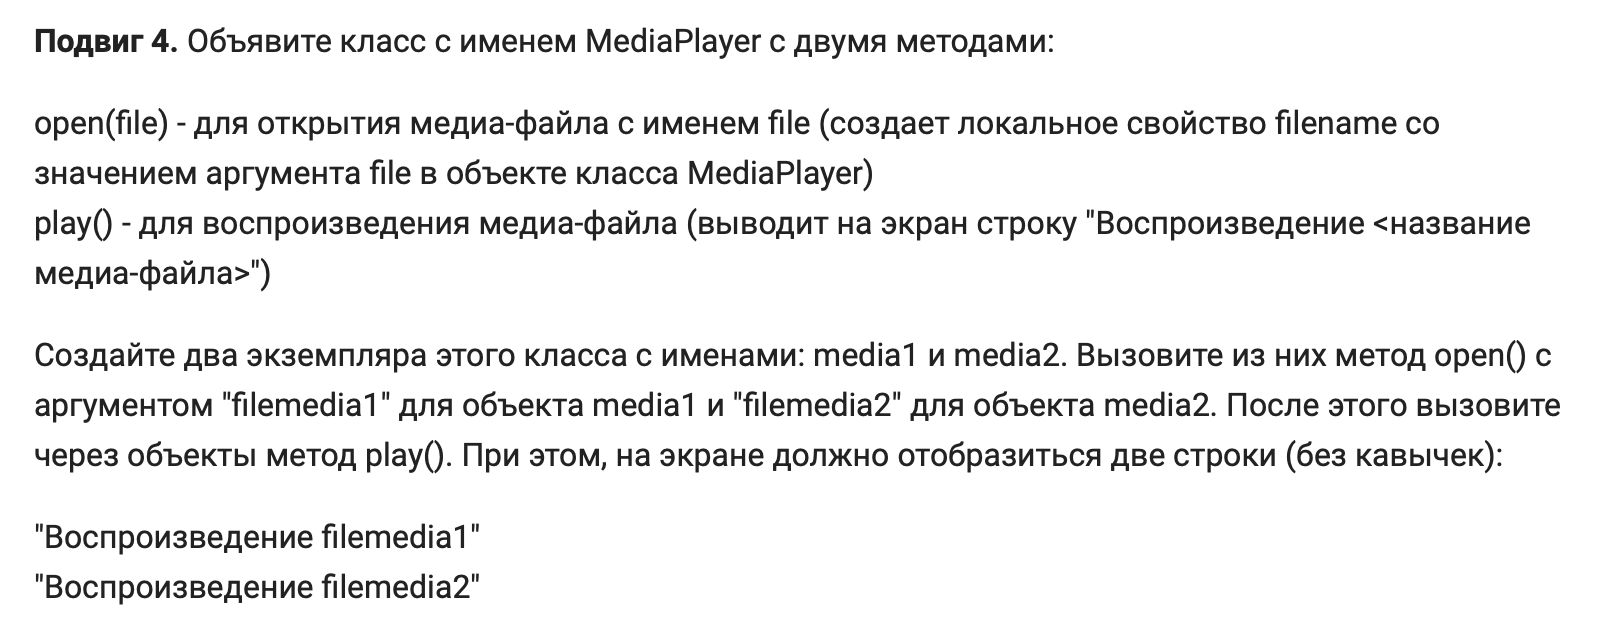 Подвиг 4. Объявите класс с именем MediaPlayer с двумя методами:
open(file) - для открытия медиа-файла с именем file (создает локальное свойство filename со
значением аргумента file в объекте класса MediaPlayer)
play() - для воспроизведения медиа-файла (выводит на экран строку "Воспроизведение <название
медиа-файла>")
Создайте два экземпляра этого класса с именами: media1 и media2. Вызовите из них метод open() с
аргументом "filemedia1" для объекта media1 и "filemedia2" для объекта media2. После этого вызовите
через объекты метод play(). При этом, на экране должно отобразиться две строки (без кавычек):
"Воспроизведение filemedia1"
"Воспроизведение filemedia2"